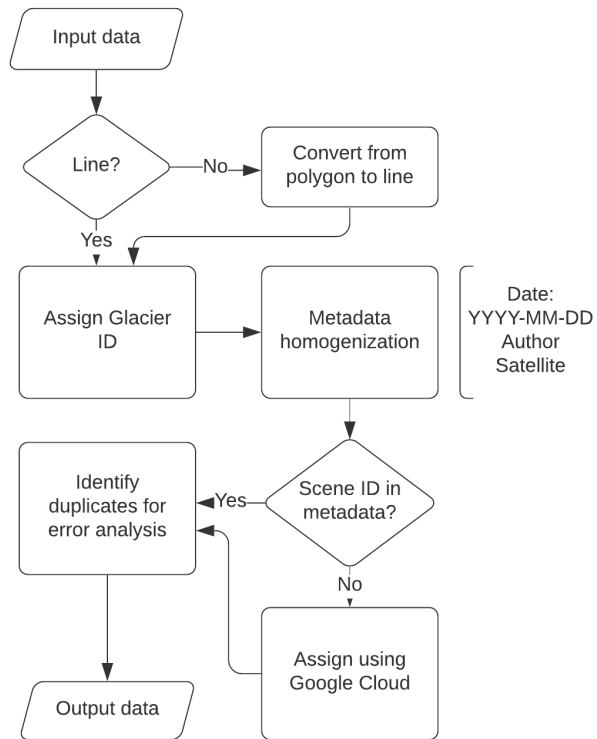 Input data
Line?
No
Convert from
polygon to line
Yes
Assign Glacier
ID
Metadata
homogenization
Date:
YYYY-MM-DD
Author
Satellite
Identify
duplicates for
error analysis
Yes
Scene ID in
metadata?
No
Assign using
Google Cloud
Output data